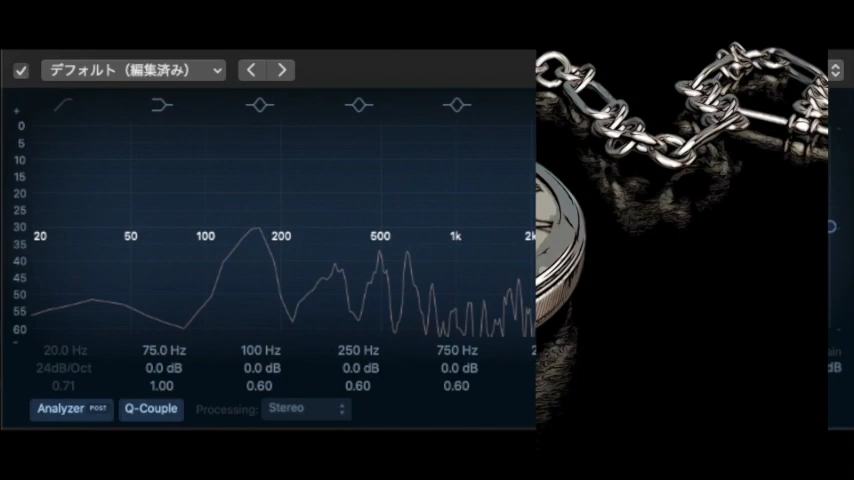 デフォルト（編集済み）
+
0
5
10
15
20
25
30
35
40
45
50
55
60
-
20 50 100 200 500 1k 2k
20.0 Hz 75.0 Hz 100 Hz 250 Hz 750 Hz 2
24dB/Oct 0.0 dB 0.0 dB 0.0 dB 0.0 dB dB
0.71 1.00 0.60 0.60 0.60
Analyzer POST Q-Couple Processing: Stereo